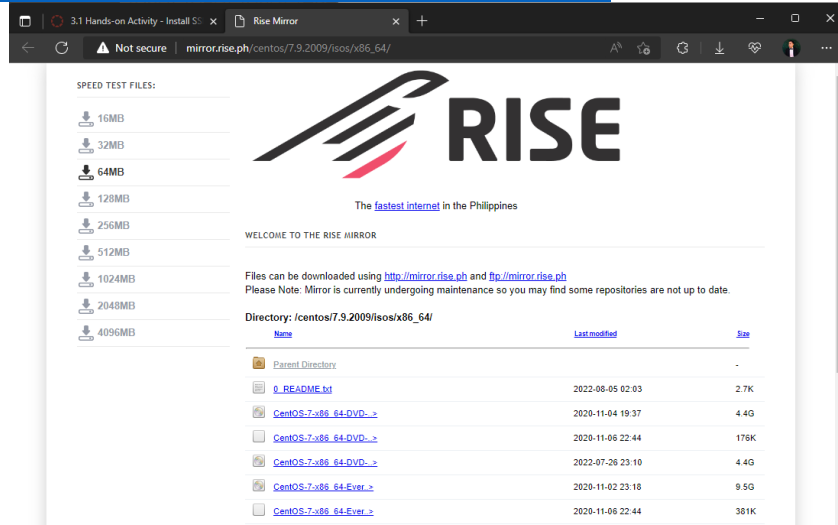 3.1 Hands-on Activity - Install SS
Rise Mirror
Not secure | mirror.rise.ph/centos/7.9.2009/isos/x86_64/
SPEED TEST FILES:
16MB
32MB
64MB
128MB
256MB
512MB
1024MB
2048MB
4096MB
RISE
The fastest internet in the Philippines
WELCOME TO THE RISE MIRROR
Files can be downloaded using http://mirror.rise.ph and ftp://mirror.rise.ph
Please Note: Mirror is currently undergoing maintenance so you may find some repositories are not up to date.
Directory: /centos/7.9.2009/isos/x86_64/
Name Last modified Size
Parent Directory -
0_README.txt 2022-08-05 02:03 2.7K
CentOS-7-x86_64-DVD-..> 2020-11-04 19:37 4.4G
CentOS-7-x86_64-DVD-..> 2020-11-06 22:44 176K
CentOS-7-x86_64-DVD-..> 2022-07-26 23:10 4.4G
CentOS-7-x86_64-Ever..> 2020-11-02 23:18 9.5G
CentOS-7-x86_64-Ever..> 2020-11-06 22:44 381K